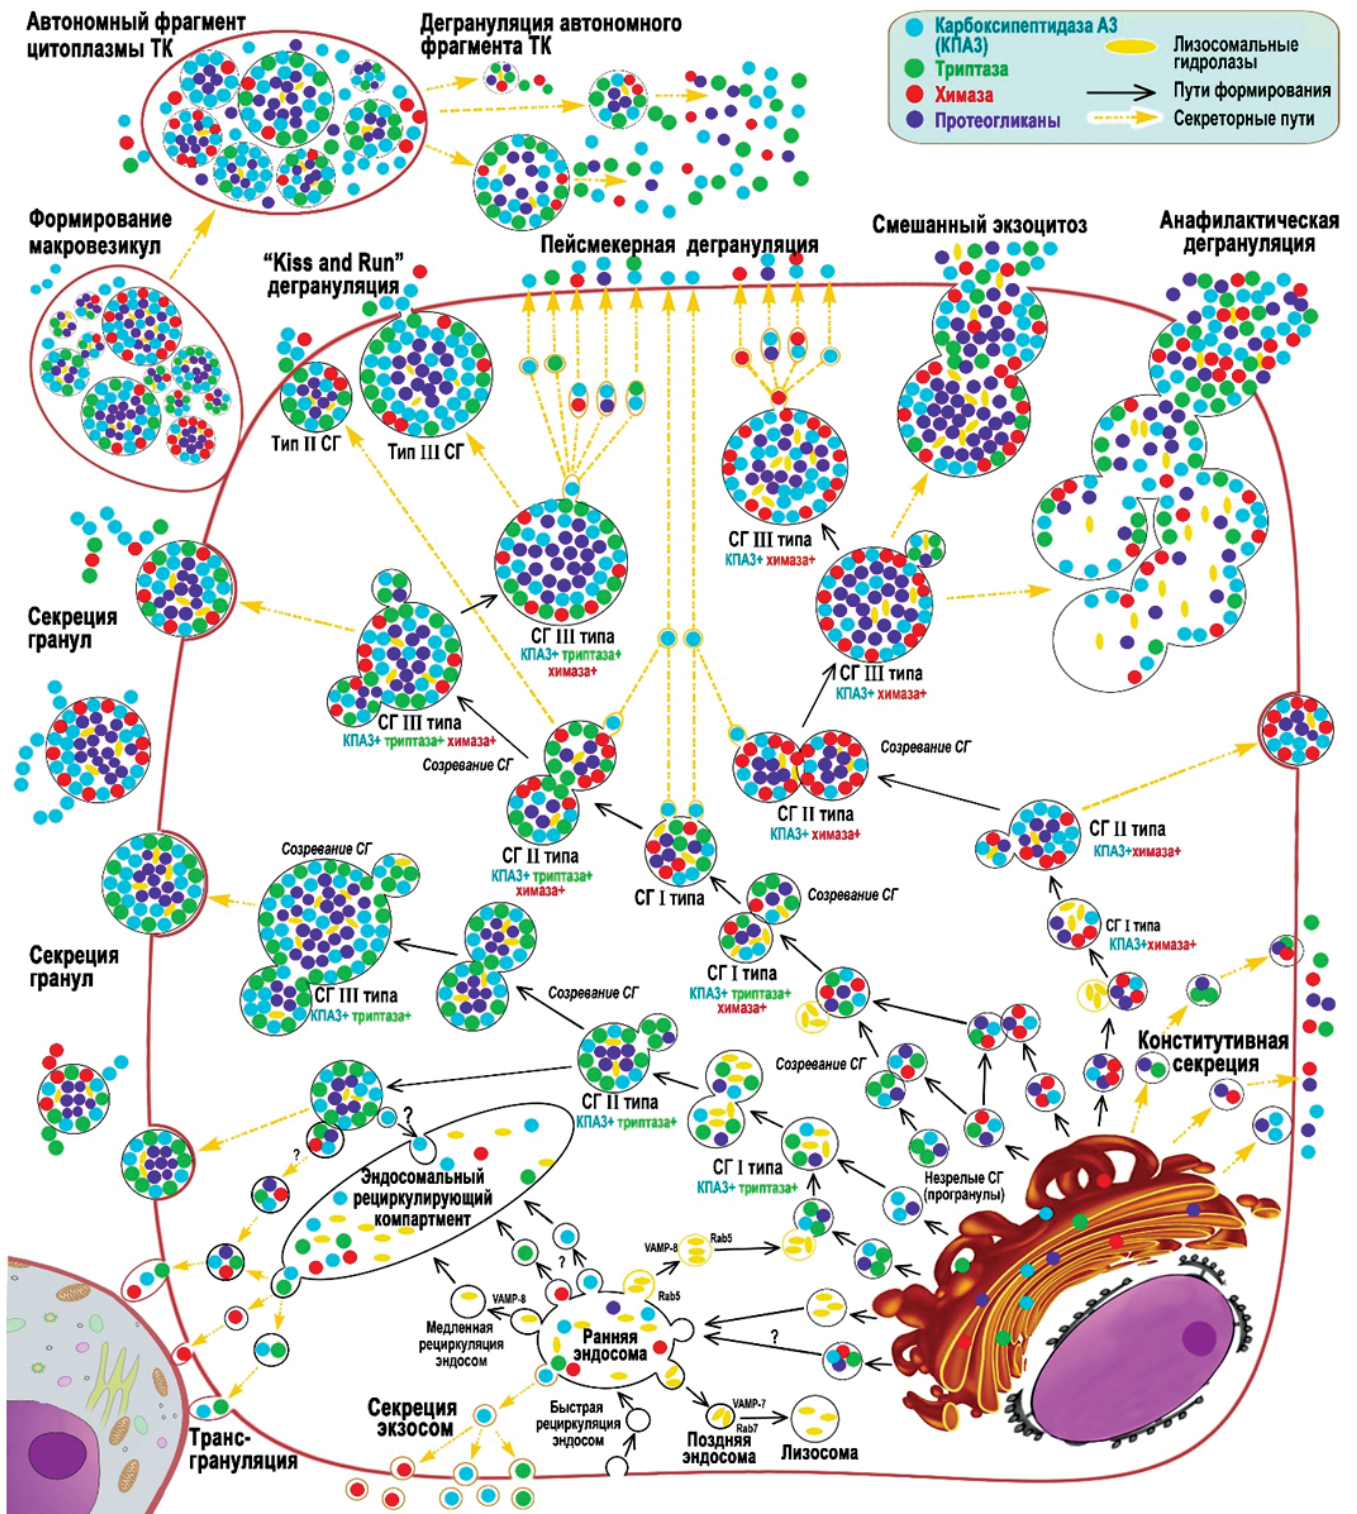 Автономный фрагмент
цитоплазмы ТК
Дегрануляция автономного
фрагмента ТК
Карбоксипептидаза А3
(КПА3)
Триптаза
Химаза
Протеогликаны
Лизосомальные
гидролазы
Пути формирования
Секреторные пути
Формирование
макровезикул
“Kiss and Run”
дегрануляция
Пейсмекерная дегрануляция
Смешанный экзоцитоз
Анафилактическая
дегрануляция
Тип II СГ
Тип III СГ
СГ III типа
КПА3+ химаза+
Секреция
гранул
СГ III типа
КПА3+ триптаза+
химаза+
СГ III типа
КПА3+ химаза+
СГ III типа
КПА3+ триптаза+ химаза+
Созревание СГ
Созревание СГ
СГ II типа
КПА3+ химаза+
СГ II типа
КПА3+химаза+
Созревание СГ
СГ II типа
КПА3+ триптаза+
химаза+
СГ I типа
Созревание СГ
СГ I типа
КПА3+химаза+
Секреция
гранул
СГ I типа
КПА3+ триптаза+
химаза+
СГ III типа
КПА3+ триптаза+
Созревание СГ
Созревание СГ
Конститутивная
секреция
СГ II типа
КПА3+ триптаза+
?
?
СГ I типа
КПА3+ триптаза+
Незрелые СГ
(програнулы)
Эндосомальный
рециркулирующий
компартмент
VAMP-8
Rab5
?
VAMP-8
Rab5
Медленная
рециркуляция
эндосом
Ранняя
эндосома
?
Секреция
экзосом
Быстрая
рециркуляция
эндосом
VAMP-7
Rab7
Поздняя
эндосома
Лизосома
Транс-
грануляция